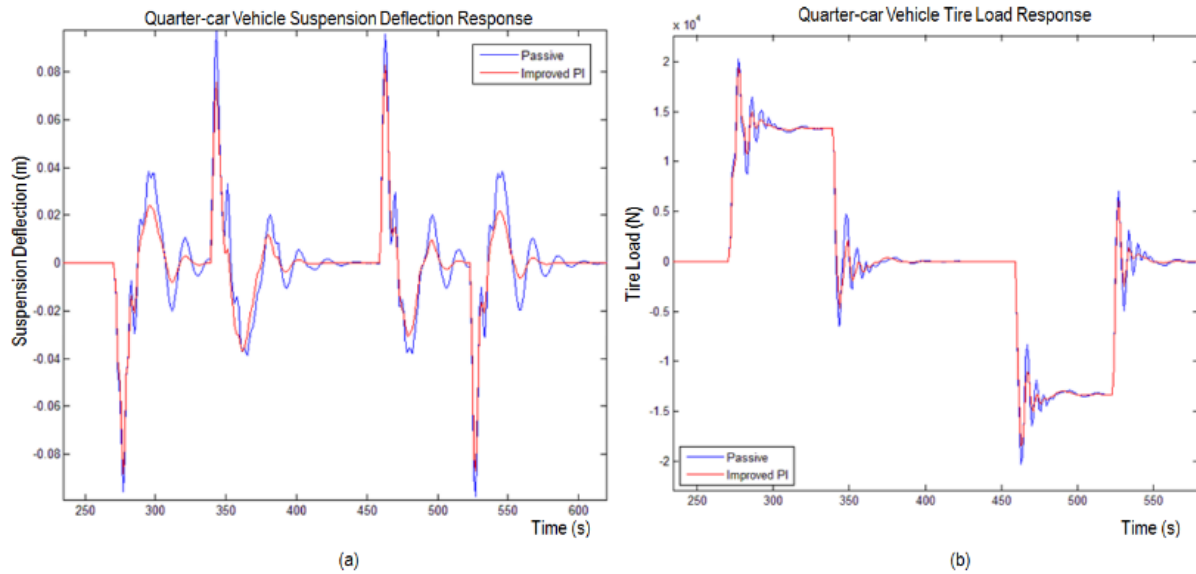 Quarter-car Vehicle Suspension Deflection Response
Passive
Improved PI
Suspension Deflection (m)
0.08
0.06
0.04
0.02
0
-0.02
-0.04
-0.06
-0.08
250 300 350 400 450 500 550 600
Time (s)
(a)
Quarter-car Vehicle Tire Load Response
x 10⁴
Tire Load (N)
2
1.5
1
0.5
0
-0.5
-1
-1.5
-2
Passive
Improved PI
250 300 350 400 450 500 550
Time (s)
(b)